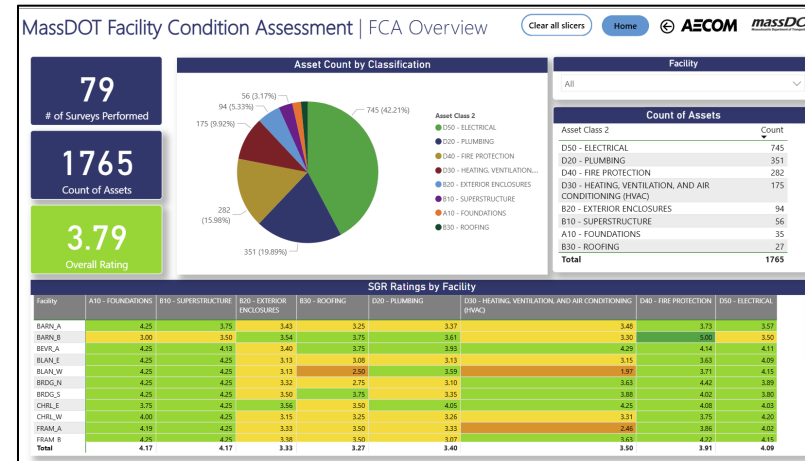 MassDOT Facility Condition Assessment | FCA Overview
Clear all slicers
Home
AECOM
massDO
79
# of Surveys Performed
1765
Count of Assets
3.79
Overall Rating
Asset Count by Classification
56 (3.17%)
94 (5.33%)
175 (9.92%)
745 (42.21%)
282
(15.98%)
351 (19.89%)
Asset Class 2
D50 - ELECTRICAL
D20 - PLUMBING
D40 - FIRE PROTECTION
D30 - HEATING, VENTILATION,...
B20 - EXTERIOR ENCLOSURES
B10 - SUPERSTRUCTURE
A10 - FOUNDATIONS
B30 - ROOFING
Facility
All
Count of Assets
Asset Class 2 Count
D50 - ELECTRICAL 745
D20 - PLUMBING 351
D40 - FIRE PROTECTION 282
D30 - HEATING, VENTILATION, AND AIR 175
CONDITIONING (HVAC)
B20 - EXTERIOR ENCLOSURES 94
B10 - SUPERSTRUCTURE 56
A10 - FOUNDATIONS 35
B30 - ROOFING 27
Total 1765
SGR Ratings by Facility
Facility A10 - FOUNDATIONS B10 - SUPERSTRUCTURE B20 - EXTERIOR B30 - ROOFING D20 - PLUMBING D30 - HEATING, VENTILATION, AND AIR CONDITIONING D40 - FIRE PROTECTION D50 - ELECTRICAL
ENCLOSURES (HVAC)
BARN_A 4.25 3.75 3.43 3.25 3.37 3.48 3.73 3.57
BARN_B 3.00 3.50 3.54 3.75 3.61 3.30 5.00 3.50
BEVR_A 4.25 4.13 3.40 3.75 3.93 4.29 4.14 4.11
BLAN_E 4.25 4.25 3.13 3.08 3.13 3.15 3.63 4.09
BLAN_W 4.25 4.25 3.13 2.50 3.59 1.97 3.71 4.15
BRDG_N 4.25 4.25 3.32 2.75 3.10 3.63 4.42 3.89
BRDG_S 4.25 4.25 3.50 3.75 3.35 3.88 4.02 3.80
CHRL_E 3.75 4.25 3.56 3.50 4.05 4.25 4.08 4.03
CHRL_W 4.00 4.25 3.15 3.25 3.26 3.31 3.75 4.20
FRAM_A 4.19 4.25 3.33 3.50 3.33 2.46 3.86 4.02
FRAM_B 4.25 4.25 3.38 3.50 3.07 3.63 4.22 4.15
Total 4.17 4.17 3.33 3.27 3.40 3.50 3.91 4.09